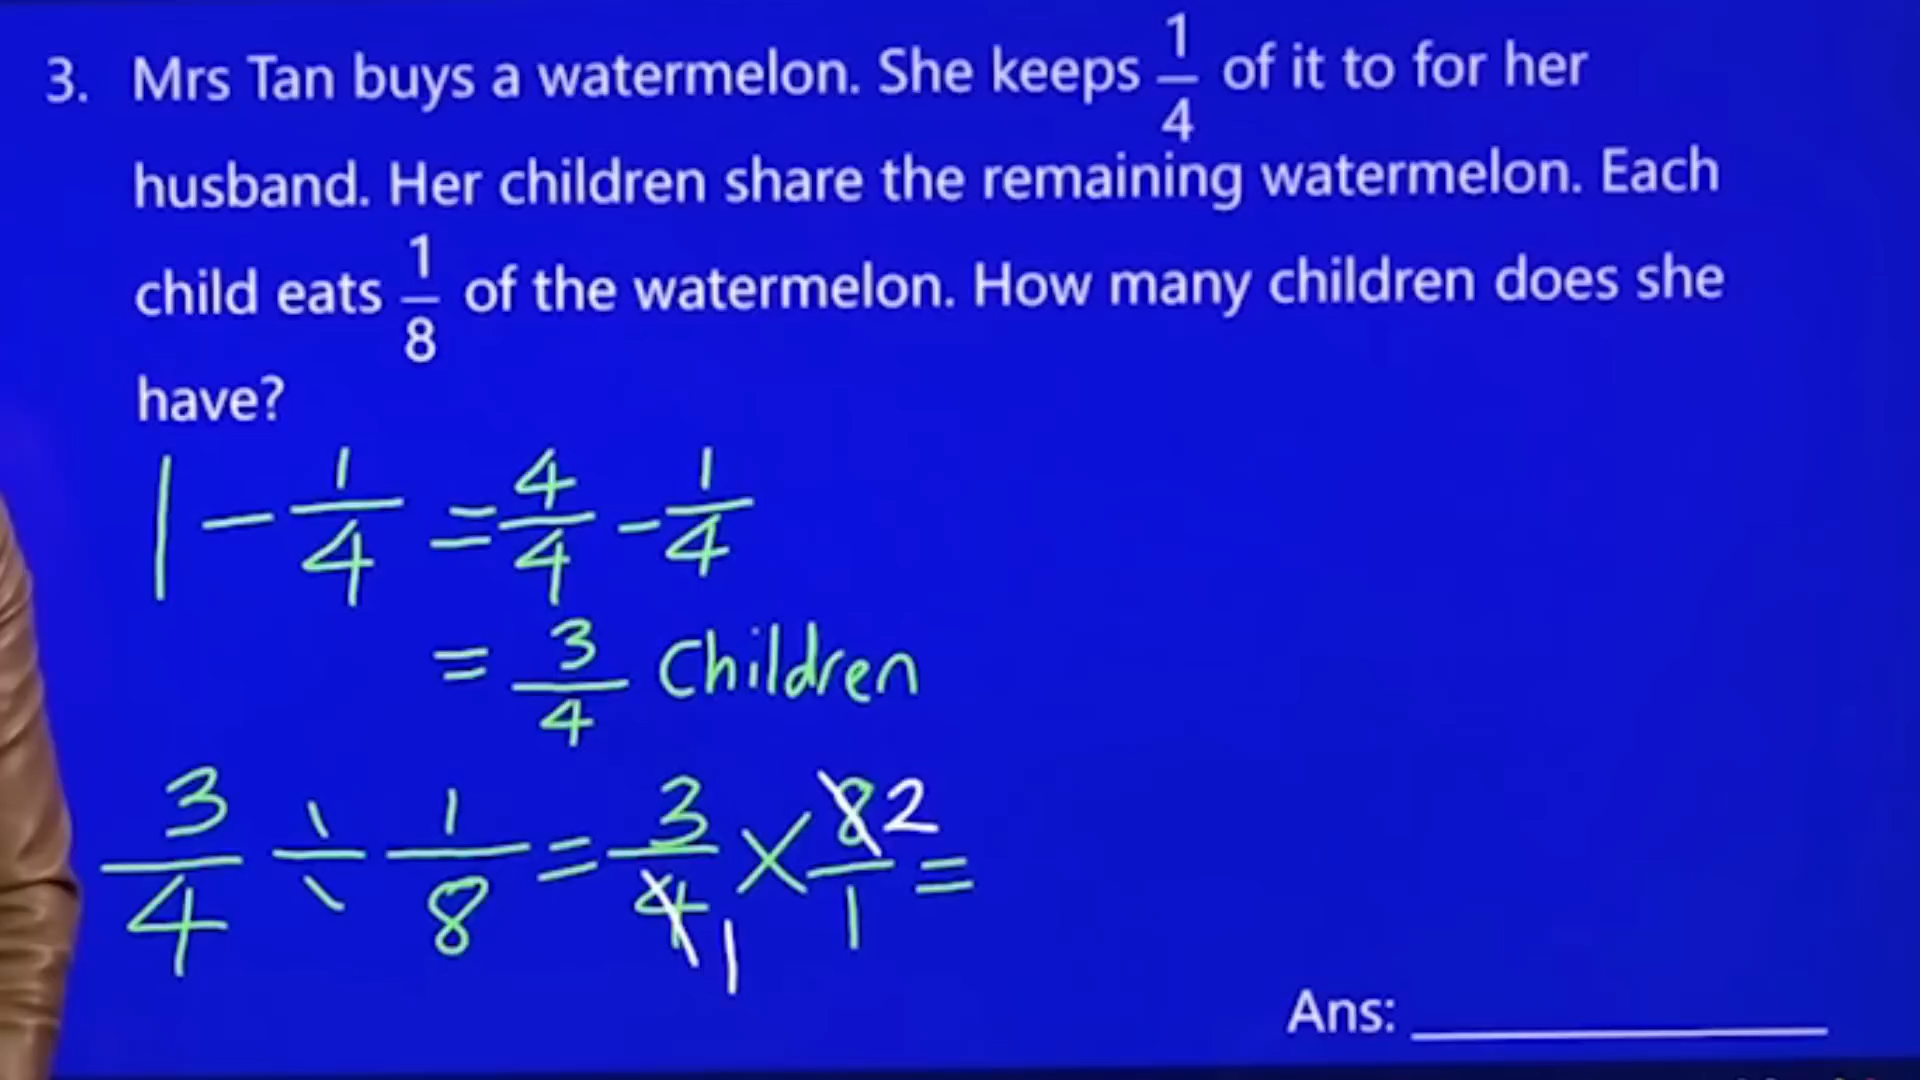 3. Mrs Tan buys a watermelon. She keeps 1/4 of it to for her
husband. Her children share the remaining watermelon. Each
child eats 1/8 of the watermelon. How many children does she
have?
1 - 1/4 = 4/4 - 1/4
= 3/4 Children
3/4 ÷ 1/8 = 3/4 1 × 8 2/1 =
Ans: